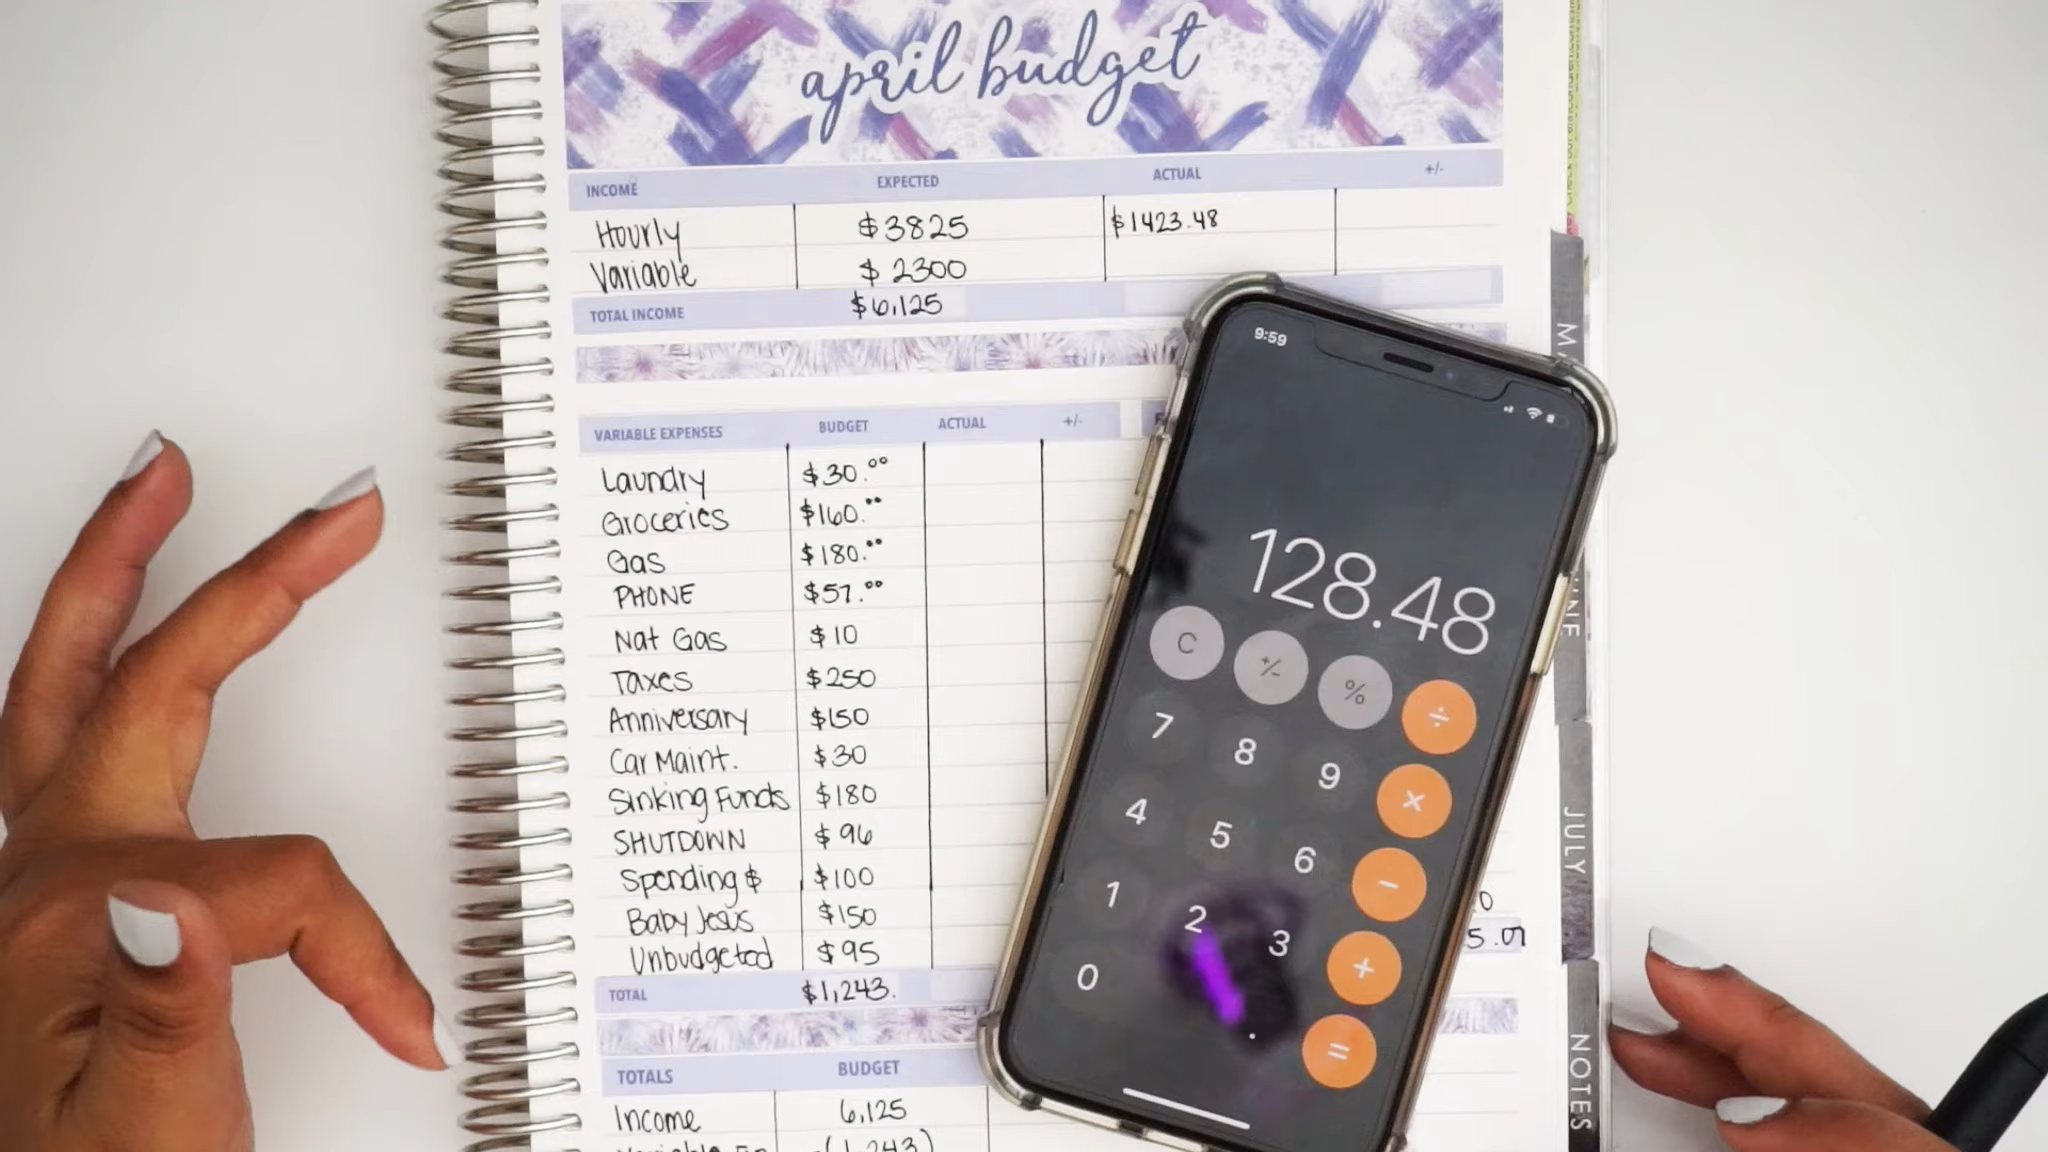 april budget
INCOME EXPECTED ACTUAL +/-
Hourly $3825 $1423.48
Variable $2300
TOTAL INCOME $6,125
VARIABLE EXPENSES BUDGET ACTUAL +/-
Laundry $30.00
Groceries $160.00
Gas $180.00
PHONE $57.00
Nat Gas $10
Taxes $250
Anniversary $150
Car Maint. $30
Sinking Funds $180
SHUTDOWN $96
Spending $ $100
Baby Jesus $150
Unbudgeted $95
TOTAL $1,243.
TOTALS BUDGET
Income 6,125
-(1,243)
9:59
128.48
C +/- % ÷
7 8 9 ×
4 5 6 −
1 2 3 +
0 . =
JULY
NOTES